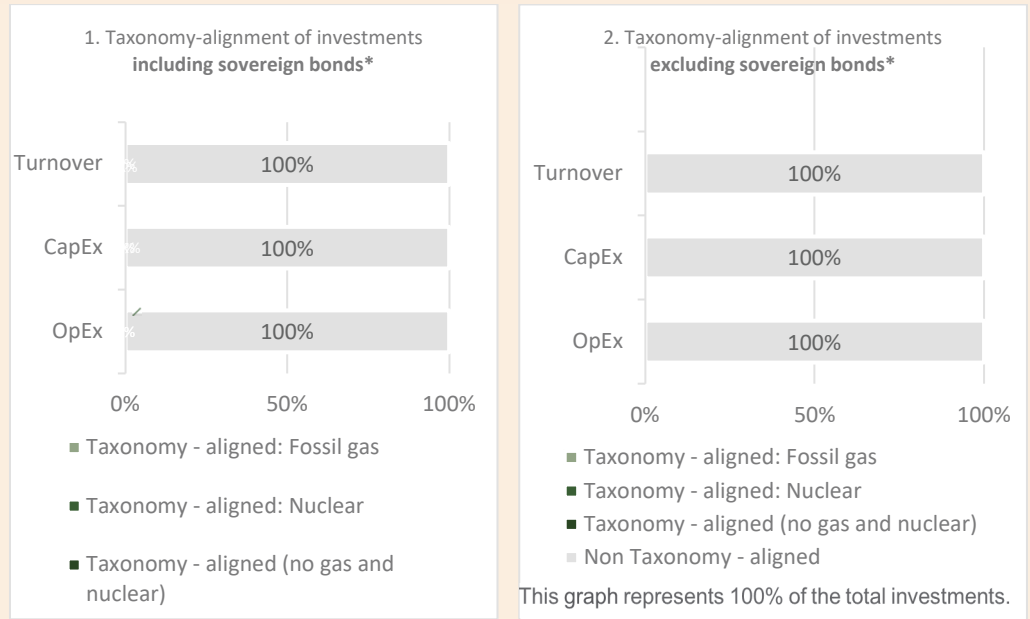 1. Taxonomy-alignment of investments
including sovereign bonds*
Turnover
%
100%
CapEx
%
100%
OpEx
%
100%
0%
50%
100%
Taxonomy - aligned: Fossil gas
Taxonomy - aligned: Nuclear
Taxonomy - aligned (no gas and
nuclear)
2. Taxonomy-alignment of investments
excluding sovereign bonds*
Turnover
100%
CapEx
100%
OpEx
100%
0%
50%
100%
Taxonomy - aligned: Fossil gas
Taxonomy - aligned: Nuclear
Taxonomy - aligned (no gas and nuclear)
Non Taxonomy - aligned
This graph represents 100% of the total investments.